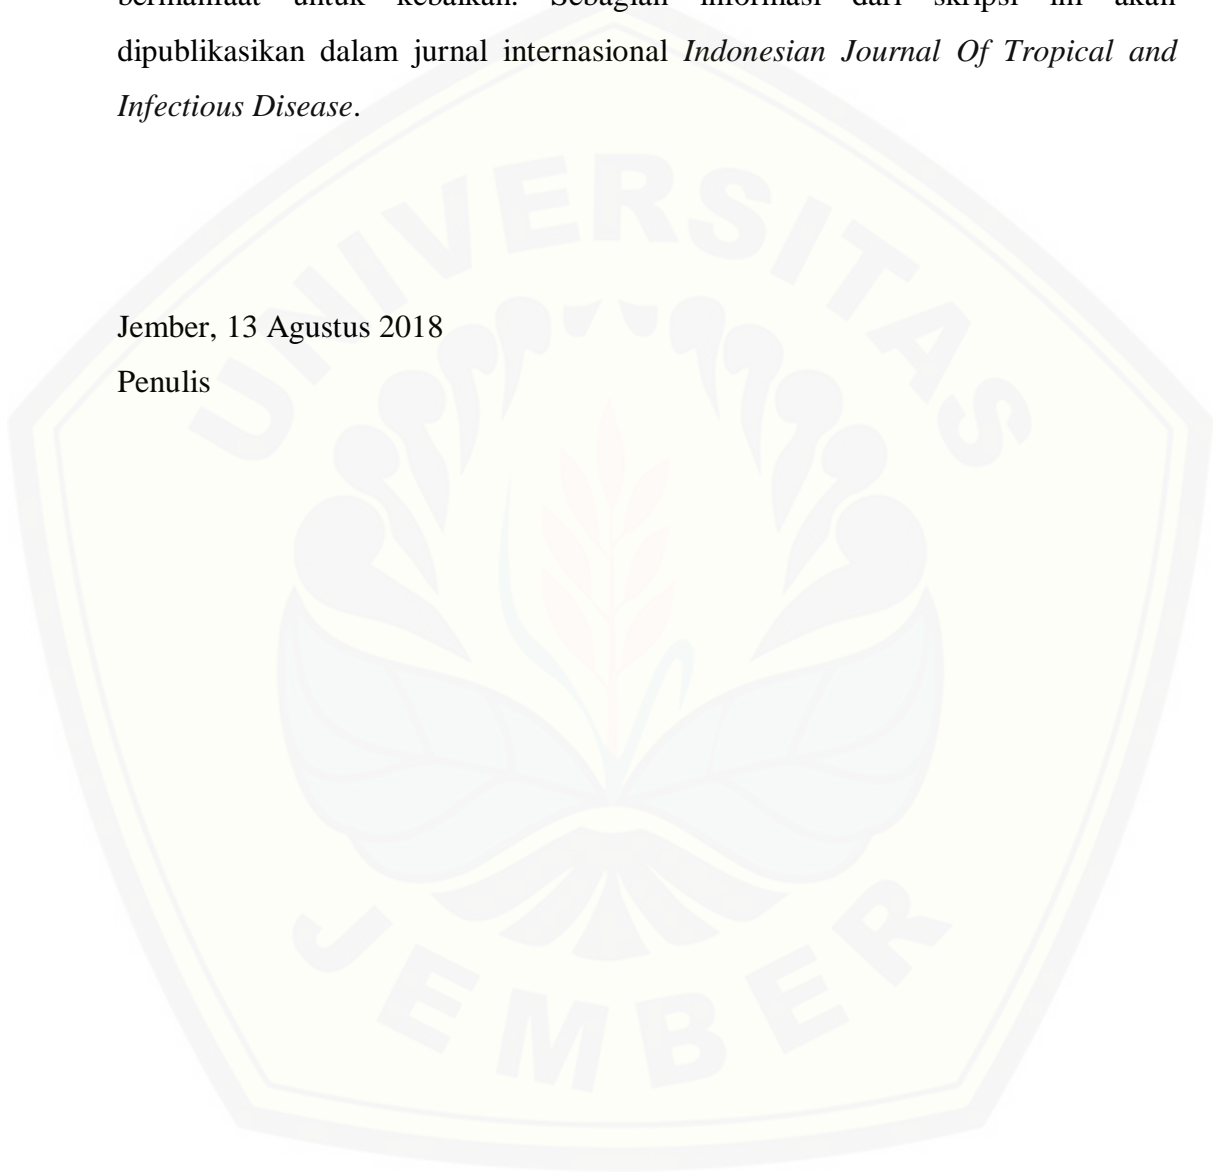 bermanfaat untuk kebaikan. Sebagian informasi dari skripsi ini akan
dipublikasikan dalam jurnal internasional Indonesian Journal Of Tropical and
Infectious Disease.
UNIVERSITAS
Jember, 13 Agustus 2018
Penulis
JEMBER